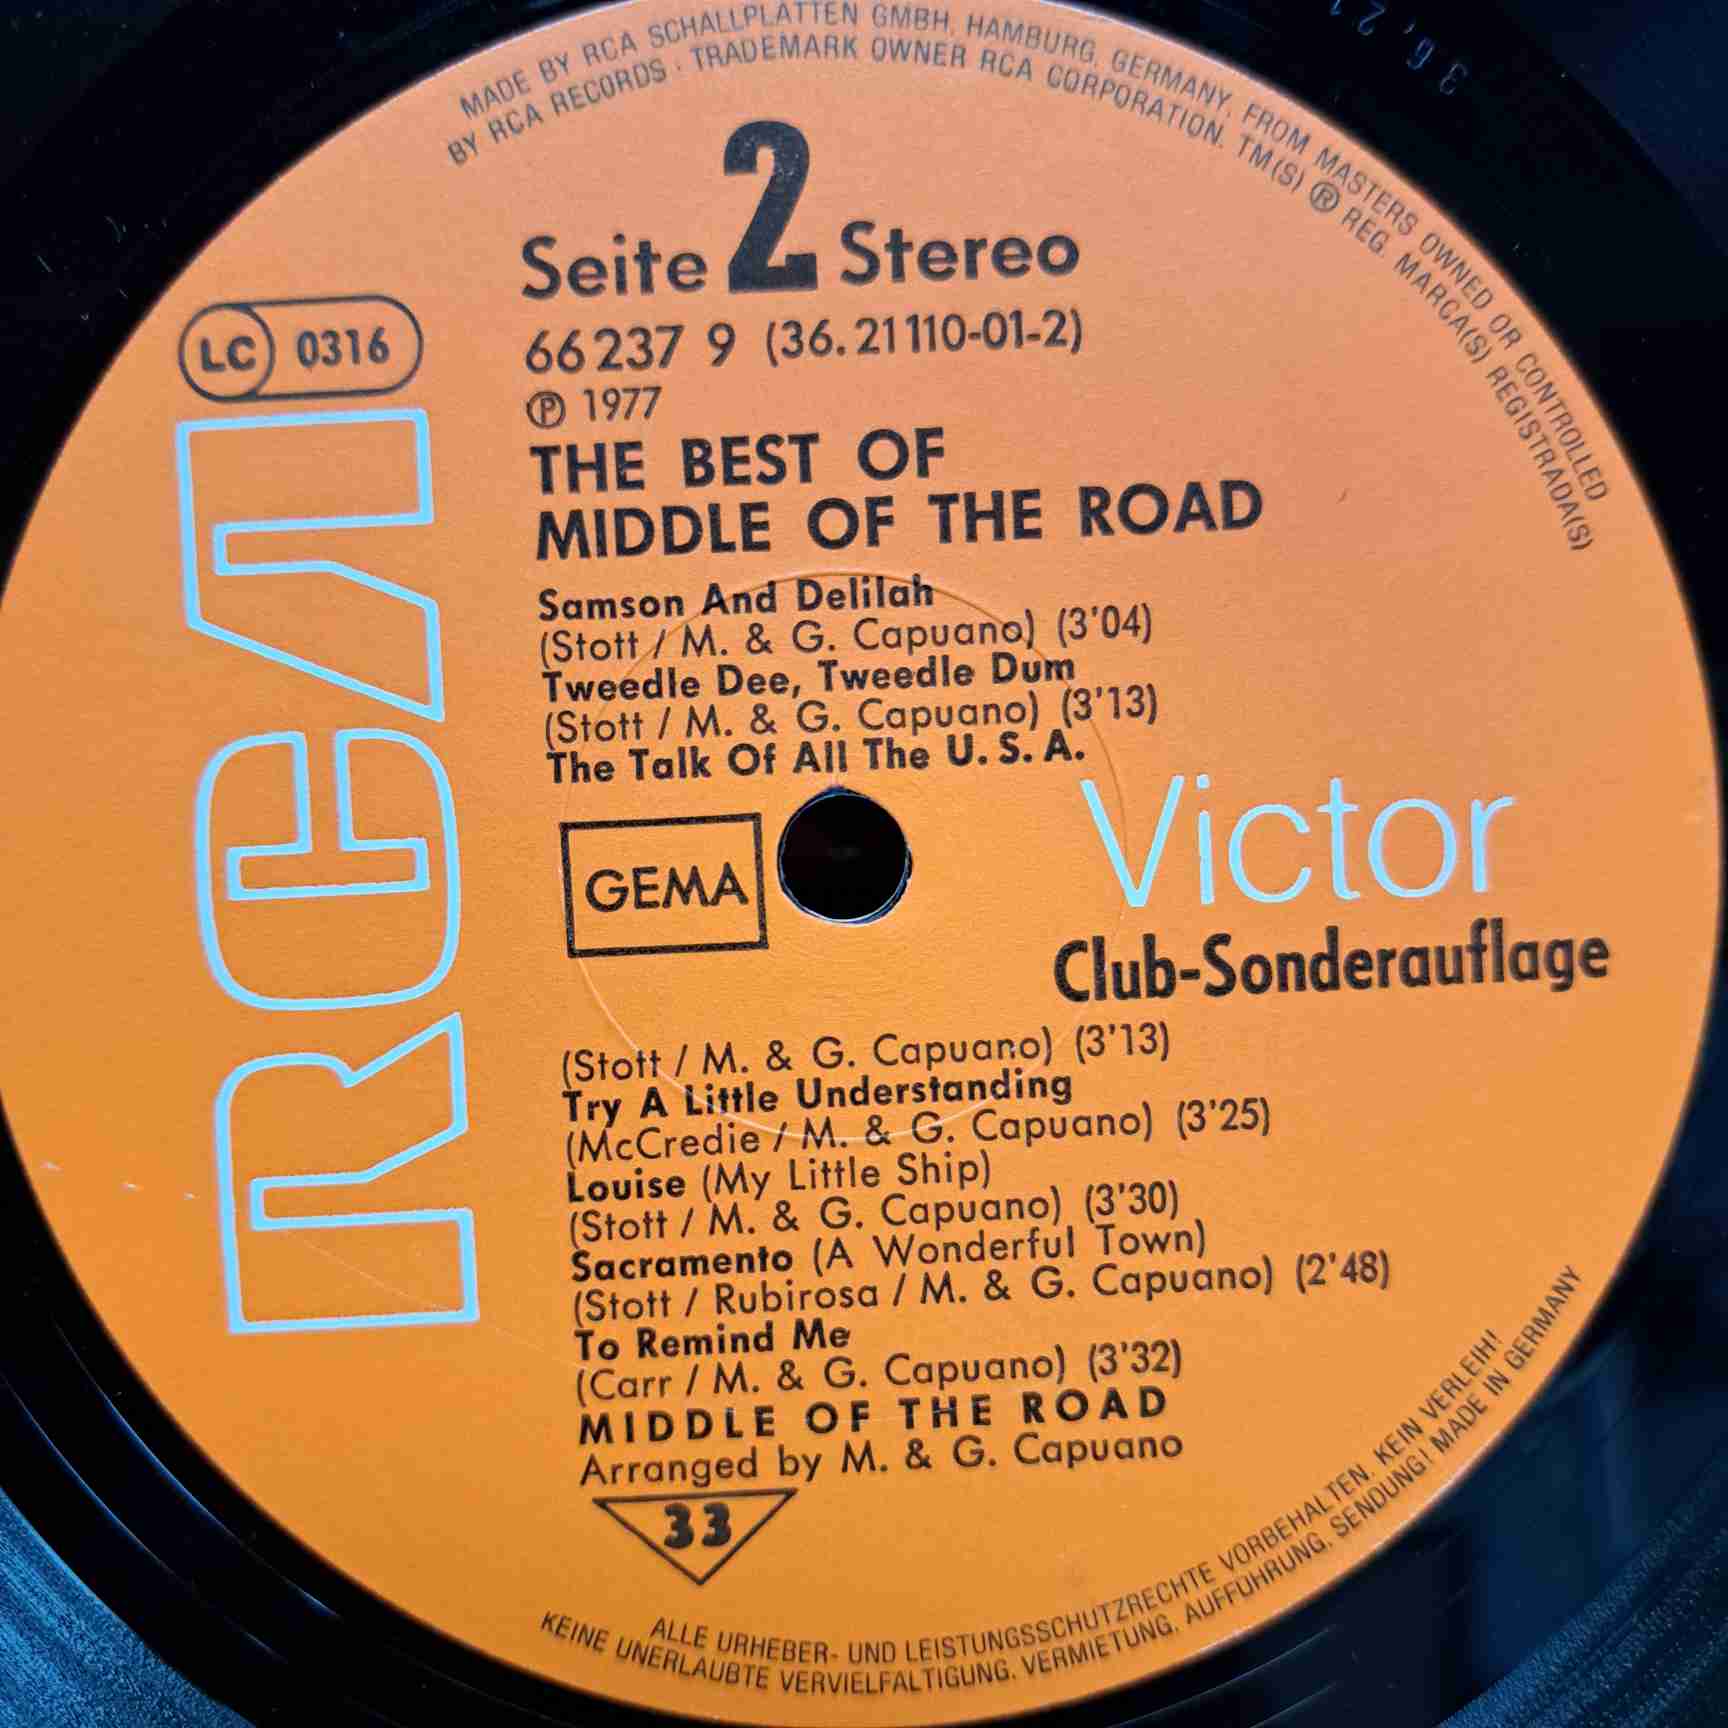 MADE BY RCA SCHALLPLATTEN GMBH, HAMBURG, GERMANY, FROM MASTERS OWNED OR CONTROLLED
BY RCA RECORDS · TRADEMARK OWNER RCA CORPORATION. TM(S) ® REG. MARCA(S) REGISTRADA(S)
36.21
Seite 2 Stereo
LC 0316
66237 9 (36.21110-01-2)
℗ 1977
THE BEST OF
MIDDLE OF THE ROAD
Samson And Delilah
(Stott / M. & G. Capuano) (3'04)
Tweedle Dee, Tweedle Dum
(Stott / M. & G. Capuano) (3'13)
The Talk Of All The U.S.A.
RCA
GEMA
Victor
Club-Sonderauflage
(Stott / M. & G. Capuano) (3'13)
Try A Little Understanding
(McCredie / M. & G. Capuano) (3'25)
Louise (My Little Ship)
(Stott / M. & G. Capuano) (3'30)
Sacramento (A Wonderful Town)
(Stott / Rubirosa / M. & G. Capuano) (2'48)
To Remind Me
(Carr / M. & G. Capuano) (3'32)
MIDDLE OF THE ROAD
Arranged by M. & G. Capuano
33
ALLE URHEBER- UND LEISTUNGSSCHUTZRECHTE VORBEHALTEN. KEIN VERLEIH!
KEINE UNERLAUBTE VERVIELFALTIGUNG, VERMIETUNG, AUFFÜHRUNG, SENDUNG! MADE IN GERMANY